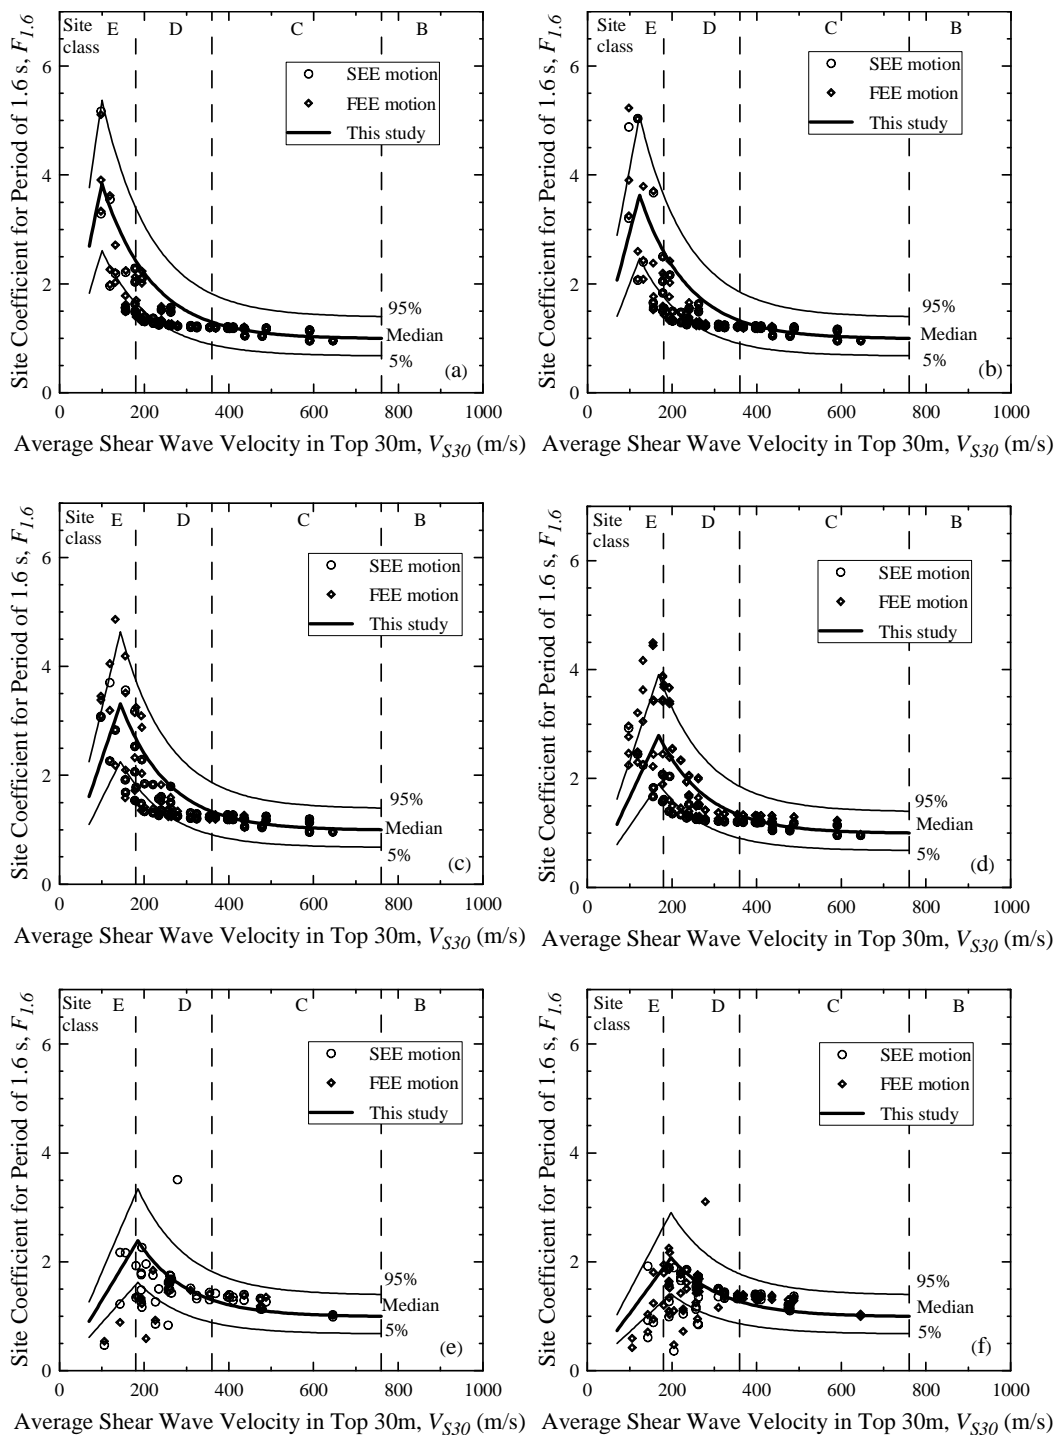 Site class E D C B
SEE motion
FEE motion
This study
95%
Median
5%
(a)
0 2 4 6
0 200 400 600 800 1000
Site Coefficient for Period of 1.6 s, F1.6
Average Shear Wave Velocity in Top 30m, VS30 (m/s)
Site class E D C B
SEE motion
FEE motion
This study
95%
Median
5%
(b)
0 2 4 6
0 200 400 600 800 1000
Site Coefficient for Period of 1.6 s, F1.6
Average Shear Wave Velocity in Top 30m, VS30 (m/s)
Site class E D C B
SEE motion
FEE motion
This study
95%
Median
5%
(c)
0 2 4 6
0 200 400 600 800 1000
Site Coefficient for Period of 1.6 s, F1.6
Average Shear Wave Velocity in Top 30m, VS30 (m/s)
Site class E D C B
SEE motion
FEE motion
This study
95%
Median
5%
(d)
0 2 4 6
0 200 400 600 800 1000
Site Coefficient for Period of 1.6 s, F1.6
Average Shear Wave Velocity in Top 30m, VS30 (m/s)
Site class E D C B
SEE motion
FEE motion
This study
95%
Median
5%
(e)
0 2 4 6
0 200 400 600 800 1000
Site Coefficient for Period of 1.6 s, F1.6
Average Shear Wave Velocity in Top 30m, VS30 (m/s)
Site class E D C B
SEE motion
FEE motion
This study
95%
Median
5%
(f)
0 2 4 6
0 200 400 600 800 1000
Site Coefficient for Period of 1.6 s, F1.6
Average Shear Wave Velocity in Top 30m, VS30 (m/s)